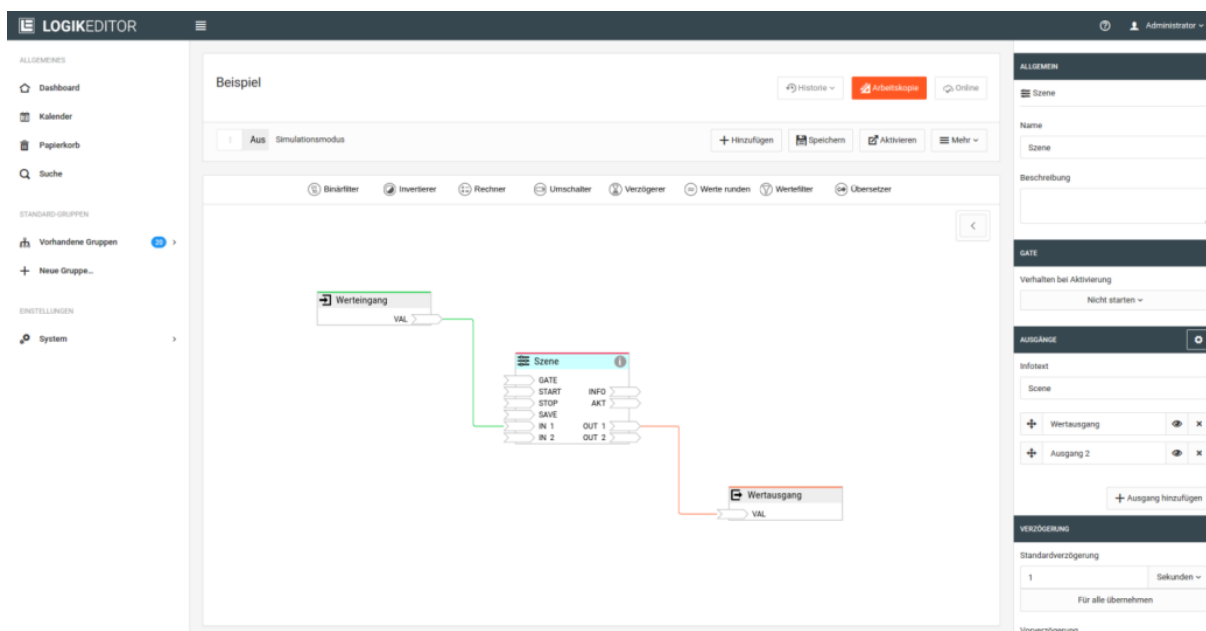 LOGIKEDITOR
Administrator
ALLGEMEINES
Dashboard
Kalender
Papierkorb
Suche
STANDARD GRUPPEN
Vorhandene Gruppen 20
Neue Gruppe...
EINSTELLUNGEN
System
Beispiel
Historie
Arbeitskopie
Online
Aus Simulationsmodus
Hinzufügen
Speichern
Aktivieren
Mehr
Binärfilter
Invertierer
Rechner
Umschalter
Verzögerer
Werte runden
Wertefilter
Übersetzer
Werteingang
VAL
Szene
GATE
START INFO
STOP AKT
SAVE
IN 1 OUT 1
IN 2 OUT 2
Wertausgang
VAL
ALLGEMEIN
Szene
Name
Szene
Beschreibung
GATE
Verhalten bei Aktivierung
Nicht starten
AUSGÄNGE
Infotext
Scene
Wertausgang
Ausgang 2
Ausgang hinzufügen
VERZÖGERUNG
Standardverzögerung
1 Sekunden
Für alle übernehmen
Vorverzögerung